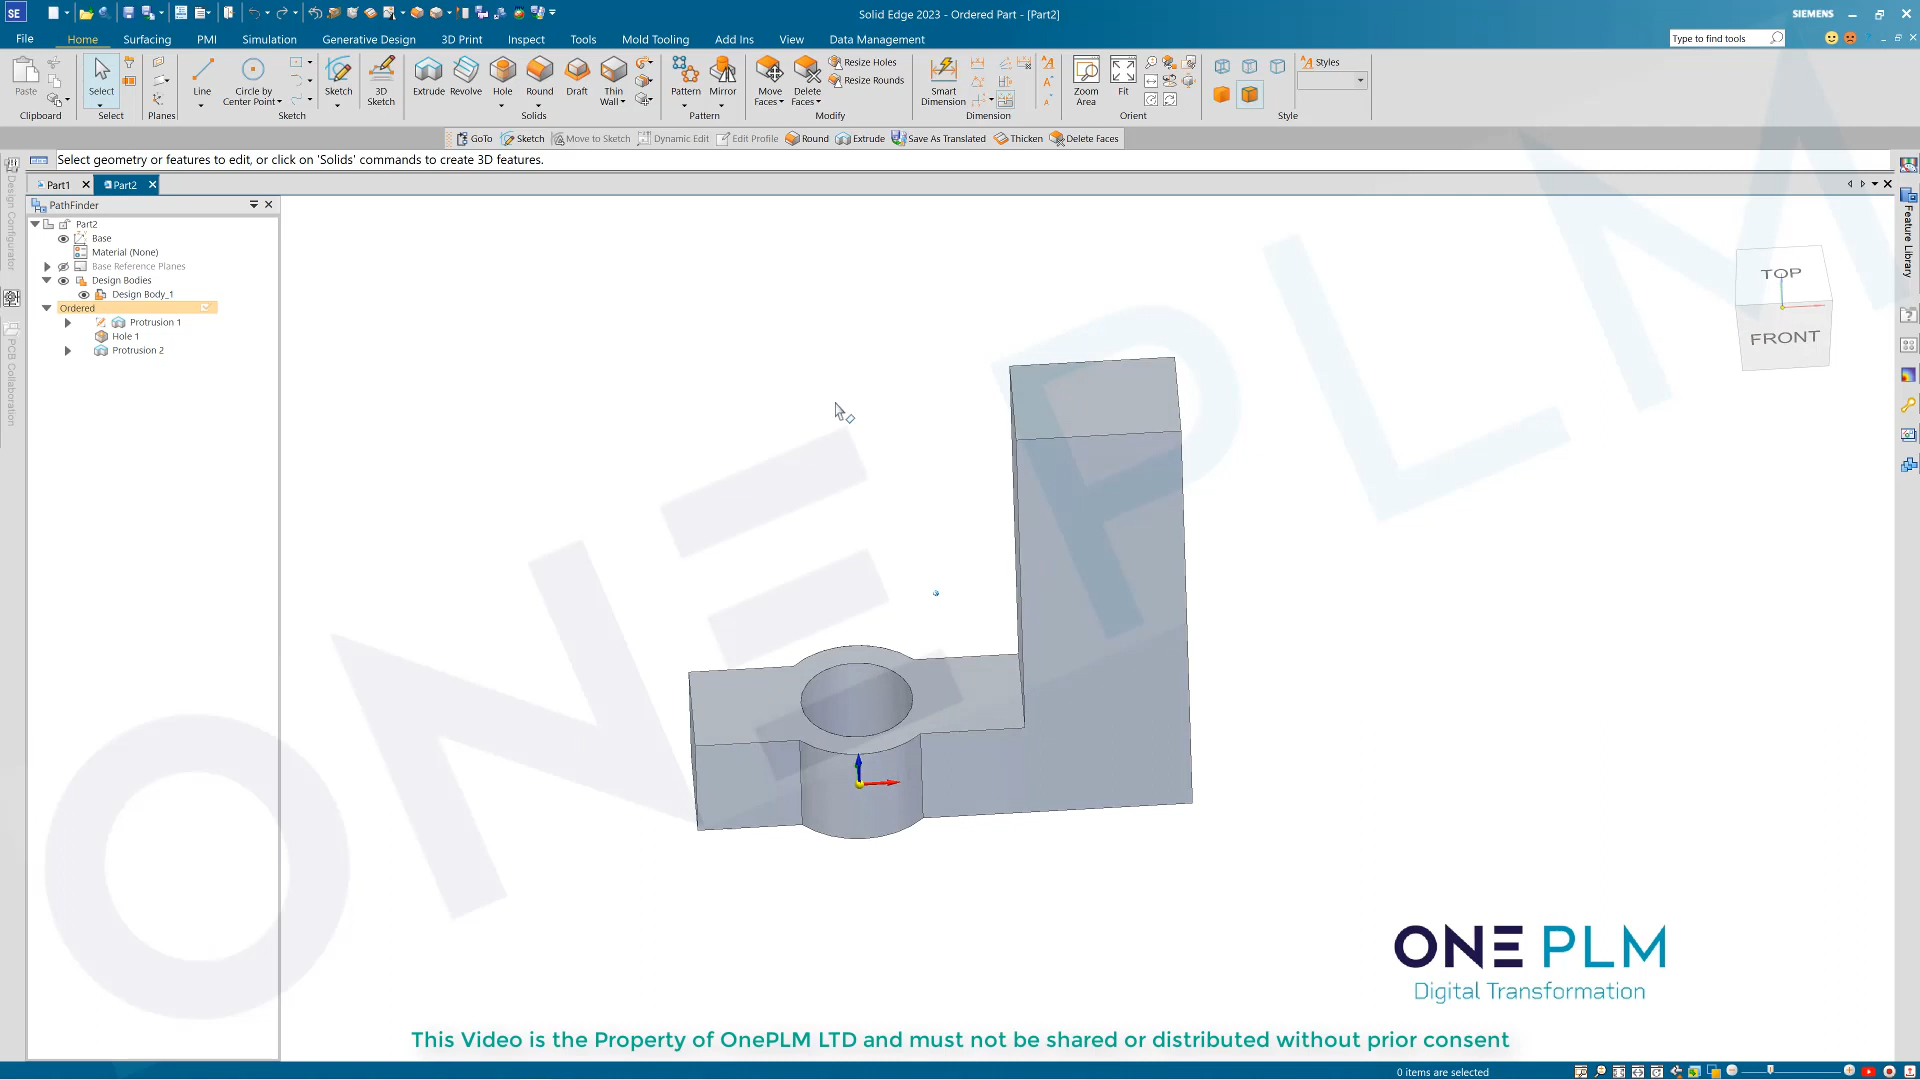 SE
Solid Edge 2023 - Ordered Part - [Part2]
SIEMENS
File
Home
Surfacing
PMI
Simulation
Generative Design
3D Print
Inspect
Tools
Mold Tooling
Add Ins
View
Data Management
Type to find tools
Paste
Clipboard
Select
Select
Planes
Line
Circle by
Center Point
Sketch
Sketch
3D
Sketch
Extrude
Revolve
Hole
Round
Draft
Thin
Wall
Solids
Pattern
Mirror
Pattern
Move
Faces
Delete
Faces
Resize Holes
Resize Rounds
Modify
Smart
Dimension
Dimension
Zoom
Area
Fit
Orient
Styles
Style
GoTo
Sketch
Move to Sketch
Dynamic Edit
Edit Profile
Round
Extrude
Save As Translated
Thicken
Delete Faces
Select geometry or features to edit, or click on 'Solids' commands to create 3D features.
Part1
Part2
PathFinder
Part2
Base
Material (None)
Base Reference Planes
Design Bodies
Design Body_1
Ordered
Protrusion 1
Hole 1
Protrusion 2
Design Configurator
PCB Collaboration
Feature Library
TOP
FRONT
ONE PLM
ONE PLM
Digital Transformation
This Video is the Property of OnePLM LTD and must not be shared or distributed without prior consent
0 items are selected